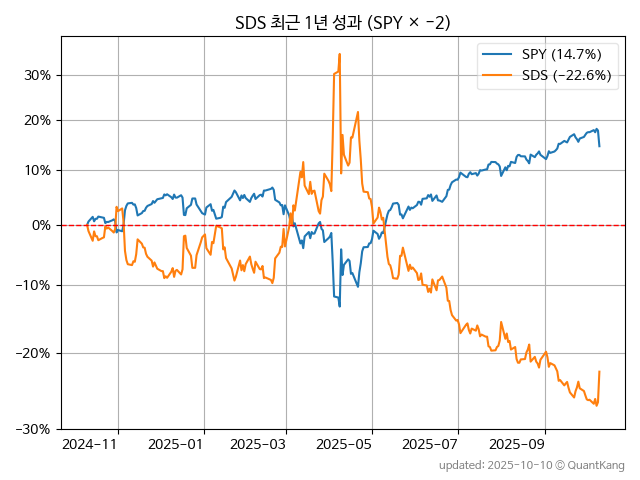 SDS 최근 1년 성과 (SPY × −2)
SPY (14.7%)
SDS (−22.6%)
30%
20%
10%
0%
−10%
−20%
−30%
2024−11 2025−01 2025−03 2025−05 2025−07 2025−09
updated: 2025-10-10 © QuantKang